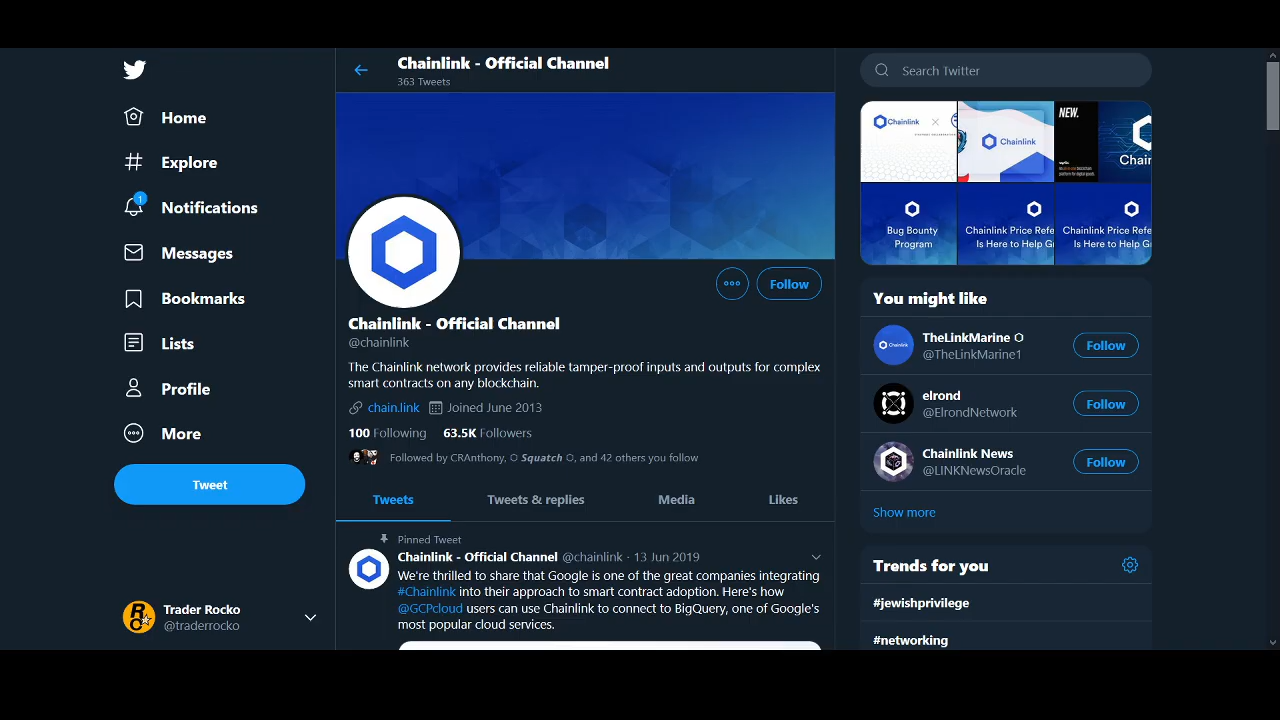 Home
Explore
1
Notifications
Messages
Bookmarks
Lists
Profile
More
Tweet
Trader Rocko
@traderrocko
Chainlink - Official Channel
363 Tweets
Follow
Chainlink - Official Channel
@chainlink
The Chainlink network provides reliable tamper-proof inputs and outputs for complex
smart contracts on any blockchain.
chain.link Joined June 2013
100 Following 63.5K Followers
Followed by CRAnthony, ⬡ Squatch ⬡, and 42 others you follow
Tweets Tweets & replies Media Likes
Pinned Tweet
Chainlink - Official Channel @chainlink · 13 Jun 2019
We're thrilled to share that Google is one of the great companies integrating
#Chainlink into their approach to smart contract adoption. Here's how
@GCPcloud users can use Chainlink to connect to BigQuery, one of Google's
most popular cloud services.
Search Twitter
Chainlink
Chainlink
NEW.
Chain
Bug Bounty
Program
Chainlink Price Refe
Is Here to Help G
Chainlink Price Refe
Is Here to Help G
You might like
Chainlink
TheLinkMarine ⬡
@TheLinkMarine1
Follow
elrond
@ElrondNetwork
Follow
Chainlink News
@LINKNewsOracle
Follow
Show more
Trends for you
#jewishprivilege
#networking